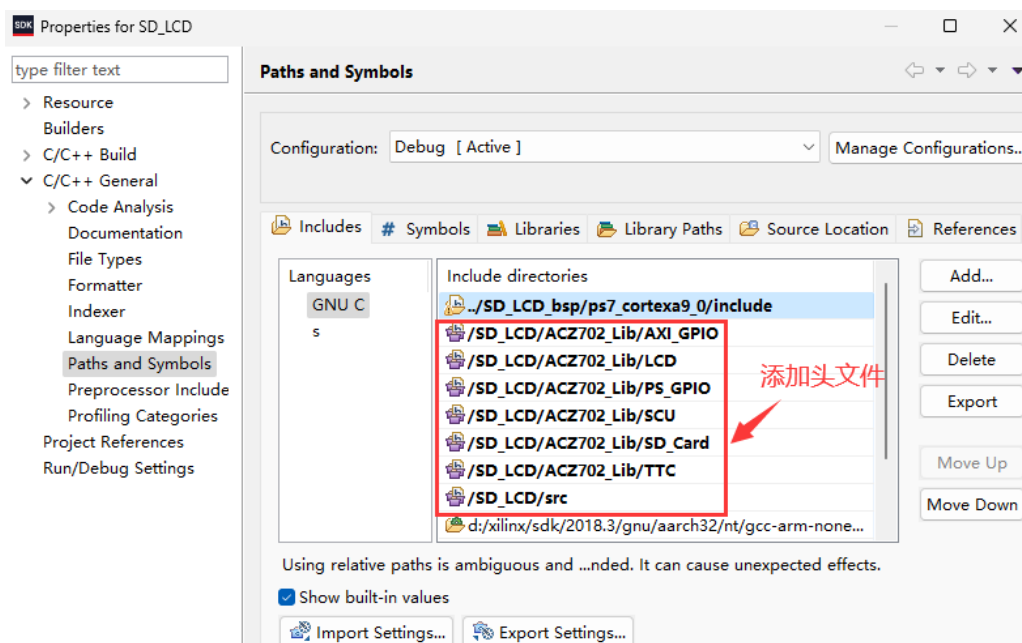 SDK Properties for SD_LCD
type filter text
Resource
Builders
C/C++ Build
C/C++ General
Code Analysis
Documentation
File Types
Formatter
Indexer
Language Mappings
Paths and Symbols
Preprocessor Include
Profiling Categories
Project References
Run/Debug Settings
Paths and Symbols
Configuration: Debug [ Active ] Manage Configurations...
Includes # Symbols Libraries Library Paths Source Location References
Languages
GNU C
s
Include directories
../SD_LCD_bsp/ps7_cortexa9_0/include
/SD_LCD/ACZ702_Lib/AXI_GPIO
/SD_LCD/ACZ702_Lib/LCD
/SD_LCD/ACZ702_Lib/PS_GPIO
/SD_LCD/ACZ702_Lib/SCU
/SD_LCD/ACZ702_Lib/SD_Card
/SD_LCD/ACZ702_Lib/TTC
/SD_LCD/src
d:/xilinx/sdk/2018.3/gnu/aarch32/nt/gcc-arm-none...
添加头文件
Add...
Edit...
Delete
Export
Move Up
Move Down
Using relative paths is ambiguous and ...nded. It can cause unexpected effects.
Show built-in values
Import Settings... Export Settings...